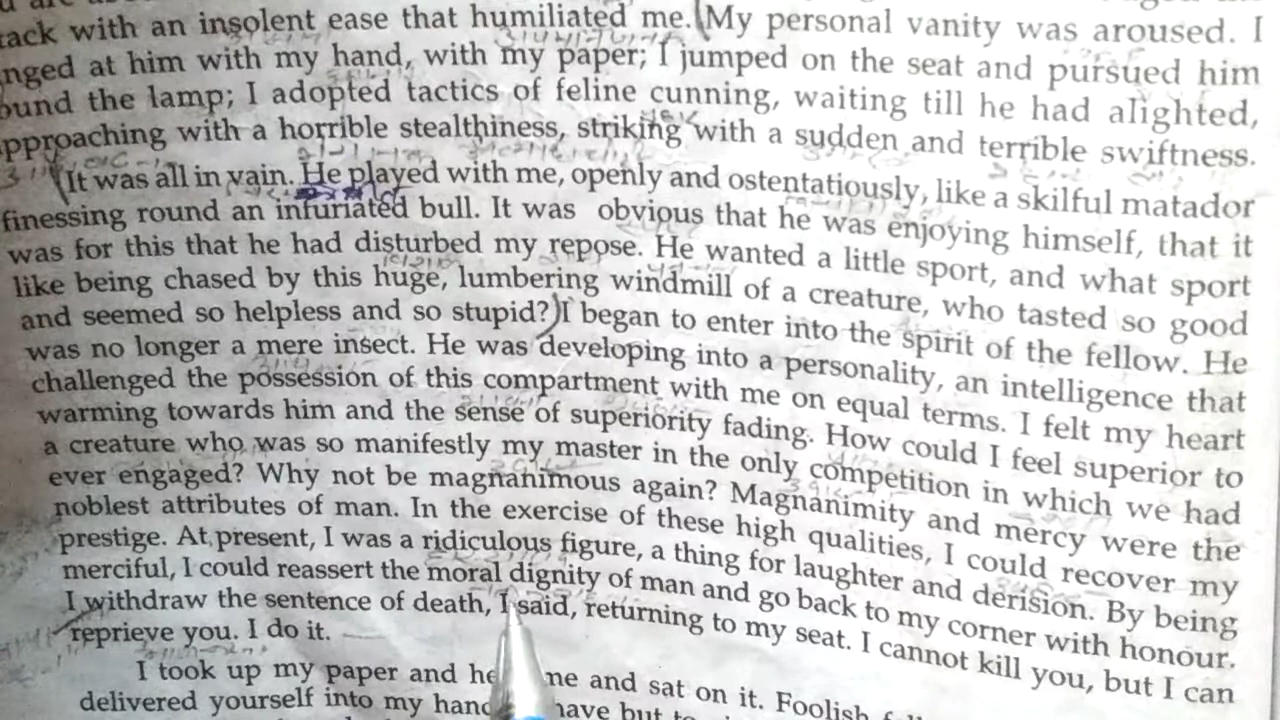 with an insolent ease that humiliated me. My personal vanity was aroused. I
at him with my hand, with my paper; I jumped on the seat and pursued him
the lamp; I adopted tactics of feline cunning, waiting till he had alighted,
pproaching with a horrible stealthiness, striking with a sudden and terrible swiftness.
It was all in vain. He played with me, openly and ostentatiously, like a skilful matador
finessing round an infuriated bull. It was obvious that he was enjoying himself, that it
was for this that he had disturbed my repose. He wanted a little sport, and what sport
like being chased by this huge, lumbering windmill of a creature, who tasted so good
and seemed so helpless and so stupid? I began to enter into the spirit of the fellow. He
was no longer a mere insect. He was developing into a personality, an intelligence that
challenged the possession of this compartment with me on equal terms. I felt my heart
warming towards him and the sense of superiority fading. How could I feel superior to
a creature who was so manifestly my master in the only competition in which we had
ever engaged? Why not be magnanimous again? Magnanimity and mercy were the
noblest attributes of man. In the exercise of these high qualities, I could recover my
prestige. At present, I was a ridiculous figure, a thing for laughter and derision. By being
merciful, I could reassert the moral dignity of man and go back to my corner with honour.
I withdraw the sentence of death, I said, returning to my seat. I cannot kill you, but I can
reprieve you. I do it.
I took up my paper and he me and sat on it. Foolish
delivered yourself into my have but